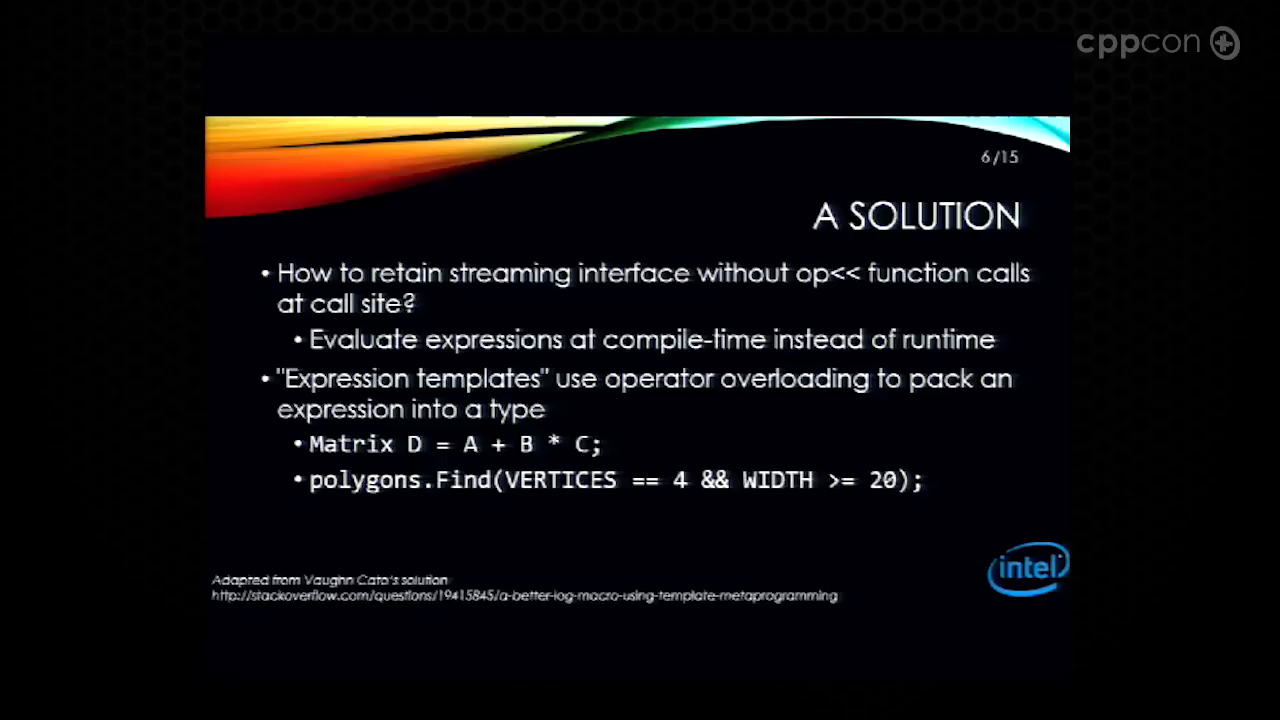 cppcon
6/15
A SOLUTION
• How to retain streaming interface without op<< function calls
at call site?
• Evaluate expressions at compile-time instead of runtime
• "Expression templates" use operator overloading to pack an
expression into a type
• Matrix D = A + B * C;
• polygons.Find(VERTICES == 4 && WIDTH >= 20);
intel
Adapted from Vaughn Cato's solution
http://stackoverflow.com/questions/19415845/a-better-log-macro-using-template-metaprogramming